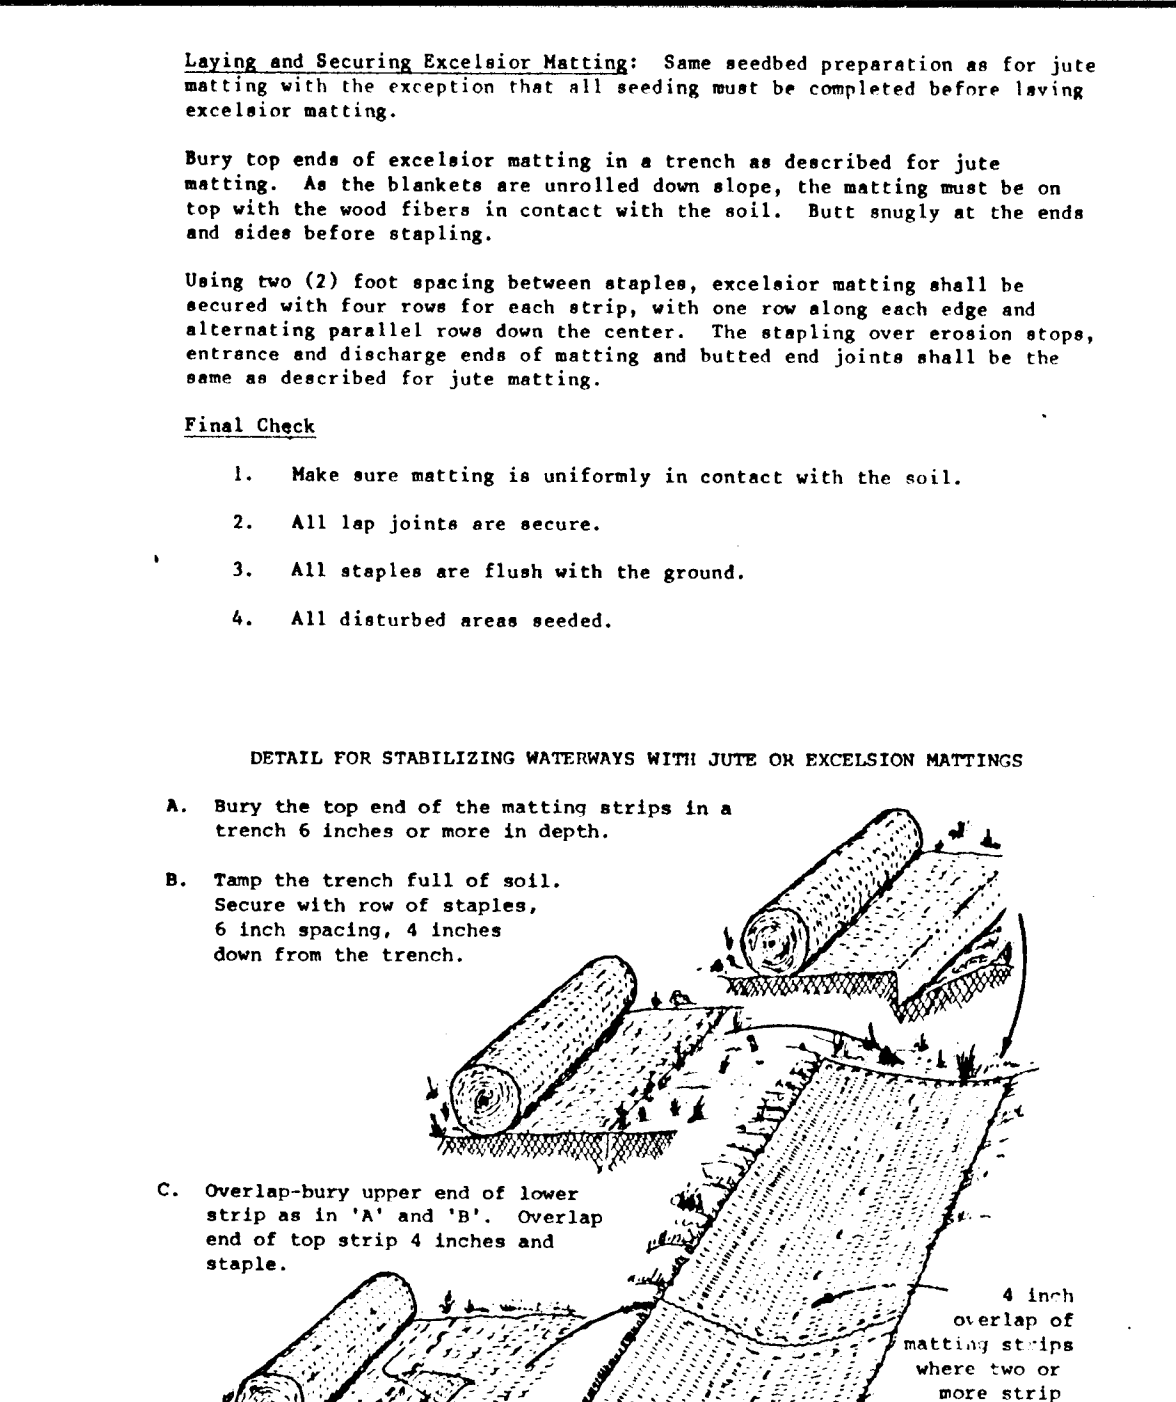 Laying and Securing Excelsior Matting: Same seedbed preparation as for jute
matting with the exception that all seeding must be completed before laying
excelsior matting.
Bury top ends of excelsior matting in a trench as described for jute
matting. As the blankets are unrolled down slope, the matting must be on
top with the wood fibers in contact with the soil. Butt snugly at the ends
and sides before stapling.
Using two (2) foot spacing between staples, excelsior matting shall be
secured with four rows for each strip, with one row along each edge and
alternating parallel rows down the center. The stapling over erosion stops,
entrance and discharge ends of matting and butted end joints shall be the
same as described for jute matting.
Final Check
1. Make sure matting is uniformly in contact with the soil.
2. All lap joints are secure.
3. All staples are flush with the ground.
4. All disturbed areas seeded.
DETAIL FOR STABILIZING WATERWAYS WITH JUTE OR EXCELSION MATTINGS
A. Bury the top end of the matting strips in a
trench 6 inches or more in depth.
B. Tamp the trench full of soil.
Secure with row of staples,
6 inch spacing, 4 inches
down from the trench.
C. Overlap-bury upper end of lower
strip as in 'A' and 'B'. Overlap
end of top strip 4 inches and
staple.
4 inch
overlap of
matting strips
where two or
more strip